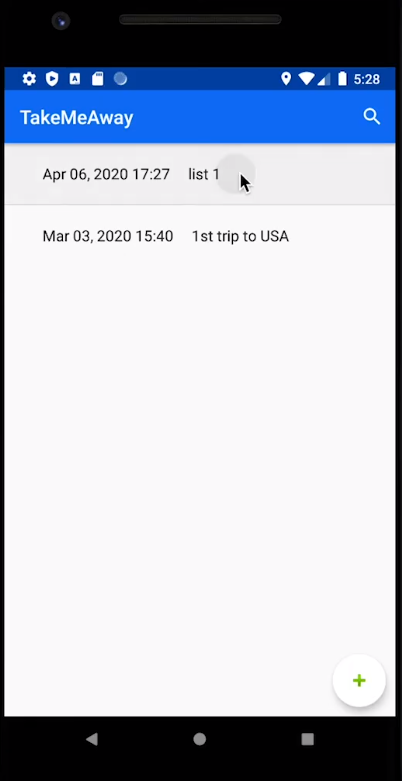 5:28
TakeMeAway
Apr 06, 2020 17:27 list 1
Mar 03, 2020 15:40 1st trip to USA
+